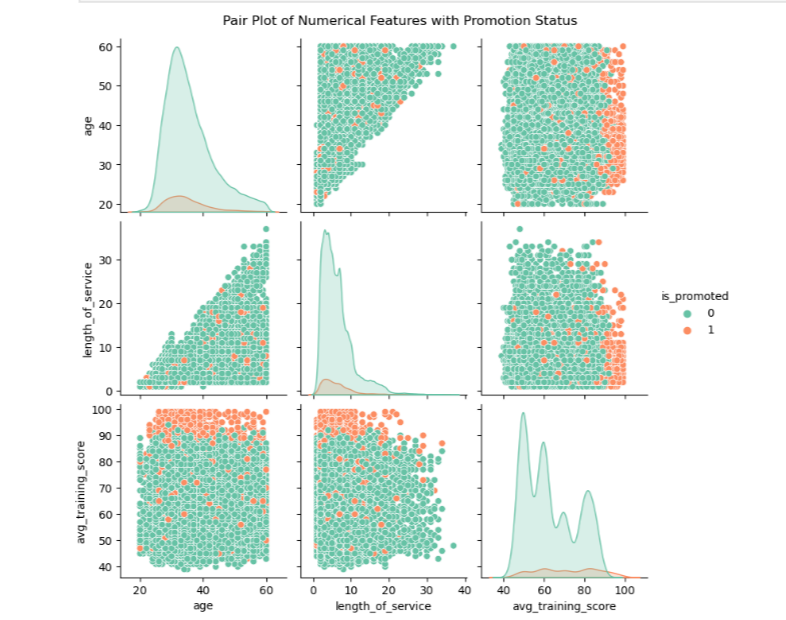 Pair Plot of Numerical Features with Promotion Status
60
50
40
30
20
age
30
20
10
0
length_of_service
is_promoted
0
1
100
90
80
70
60
50
40
avg_training_score
20 40 60
0 10 20 30 40
40 60 80 100
age length_of_service avg_training_score